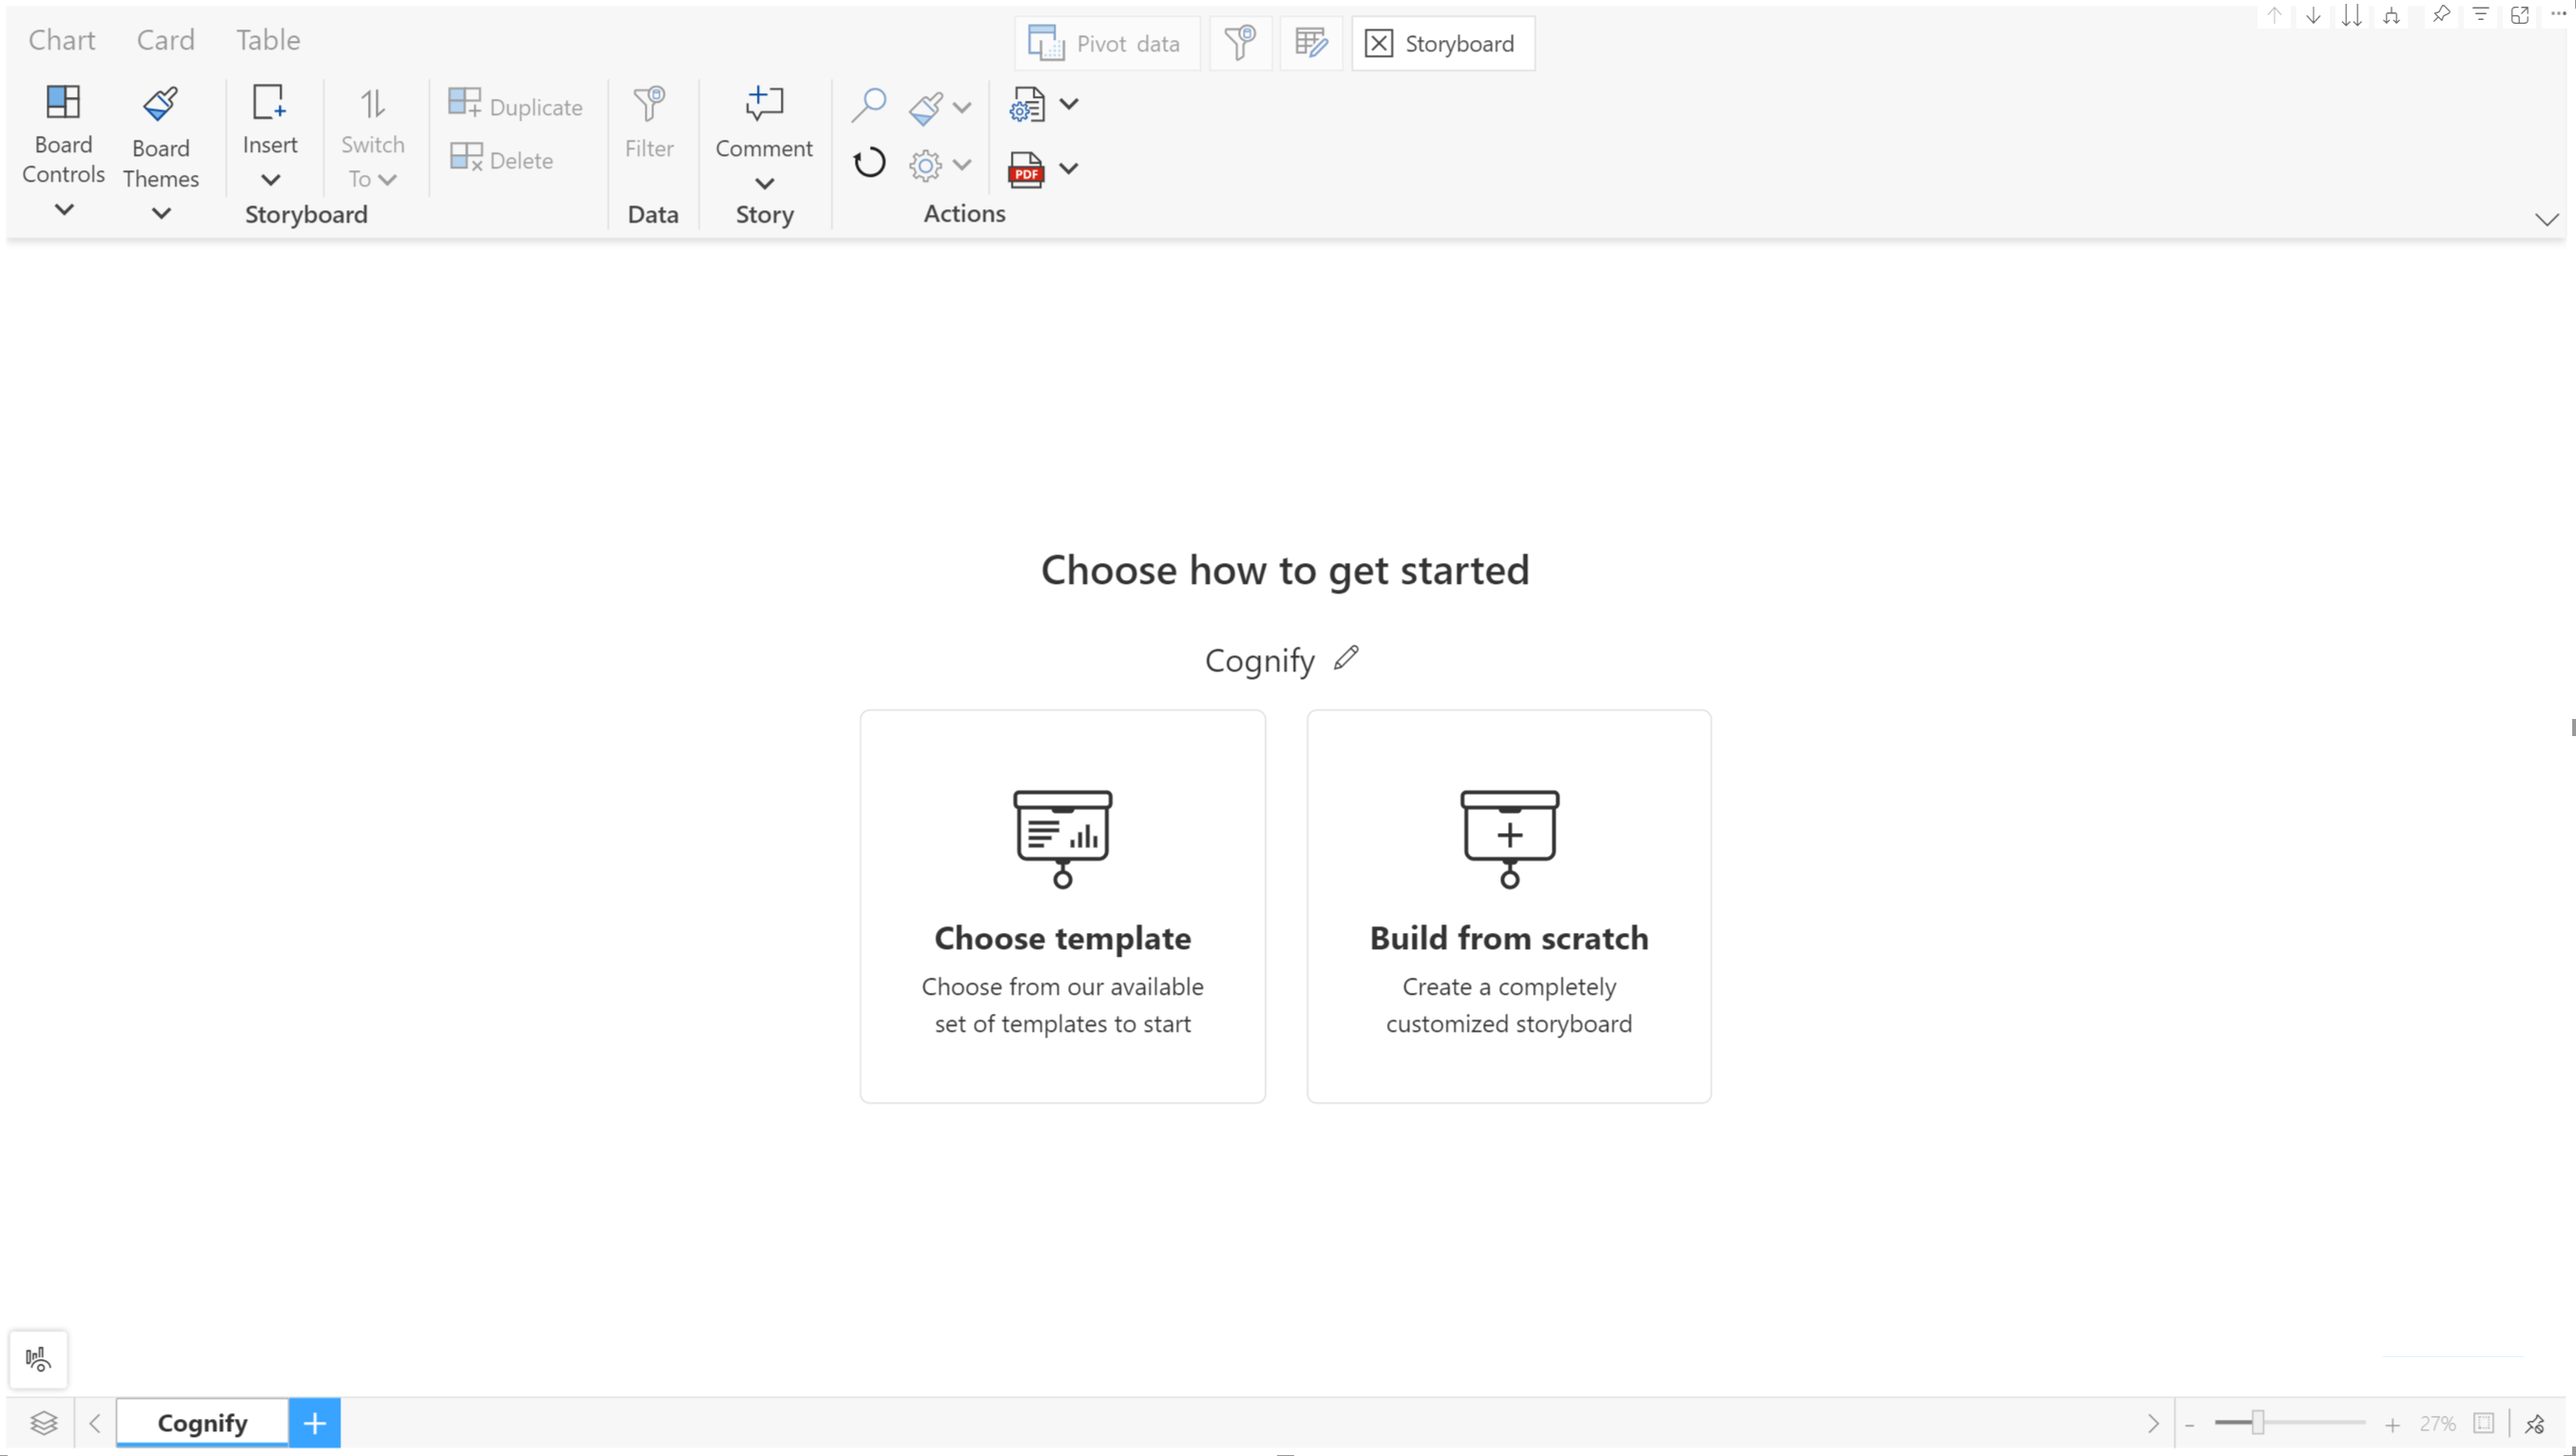 Chart Card Table
Pivot data
Storyboard
Board
Controls
Board
Themes
Insert
Switch
To
Duplicate
Delete
Storyboard
Filter
Data
Comment
Story
PDF
Actions
Choose how to get started
Cognify
Choose template
Choose from our available
set of templates to start
Build from scratch
Create a completely
customized storyboard
Cognify
27%